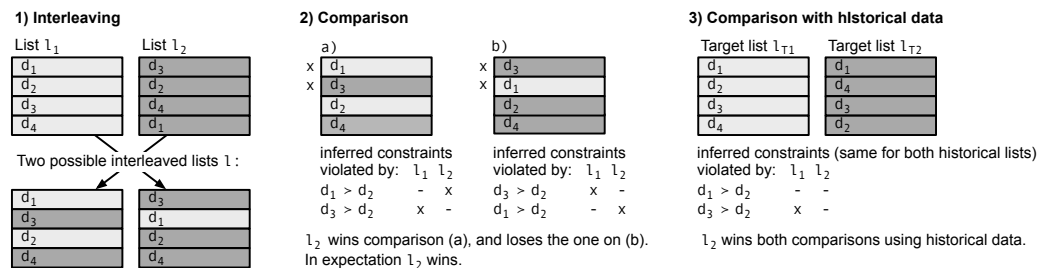 1) Interleaving
List l1
List l2
d1
d2
d3
d4
d3
d2
d4
d1
Two possible interleaved lists l:
d1
d3
d2
d4
d3
d1
d2
d4
2) Comparison
a)
x d1
x d3
d2
d4
inferred constraints
violated by: l1 l2
d1 > d2 - x
d3 > d2 x -
b)
x d3
x d1
d2
d4
inferred constraints
violated by: l1 l2
d3 > d2 x -
d1 > d2 - x
l2 wins comparison (a), and loses the one on (b).
In expectation l2 wins.
3) Comparison with hIstorical data
Target list lT1
Target list lT2
d1
d2
d3
d4
d1
d4
d3
d2
inferred constraints (same for both historical lists)
violated by: l1 l2
d1 > d2 - -
d3 > d2 x -
l2 wins both comparisons using historical data.